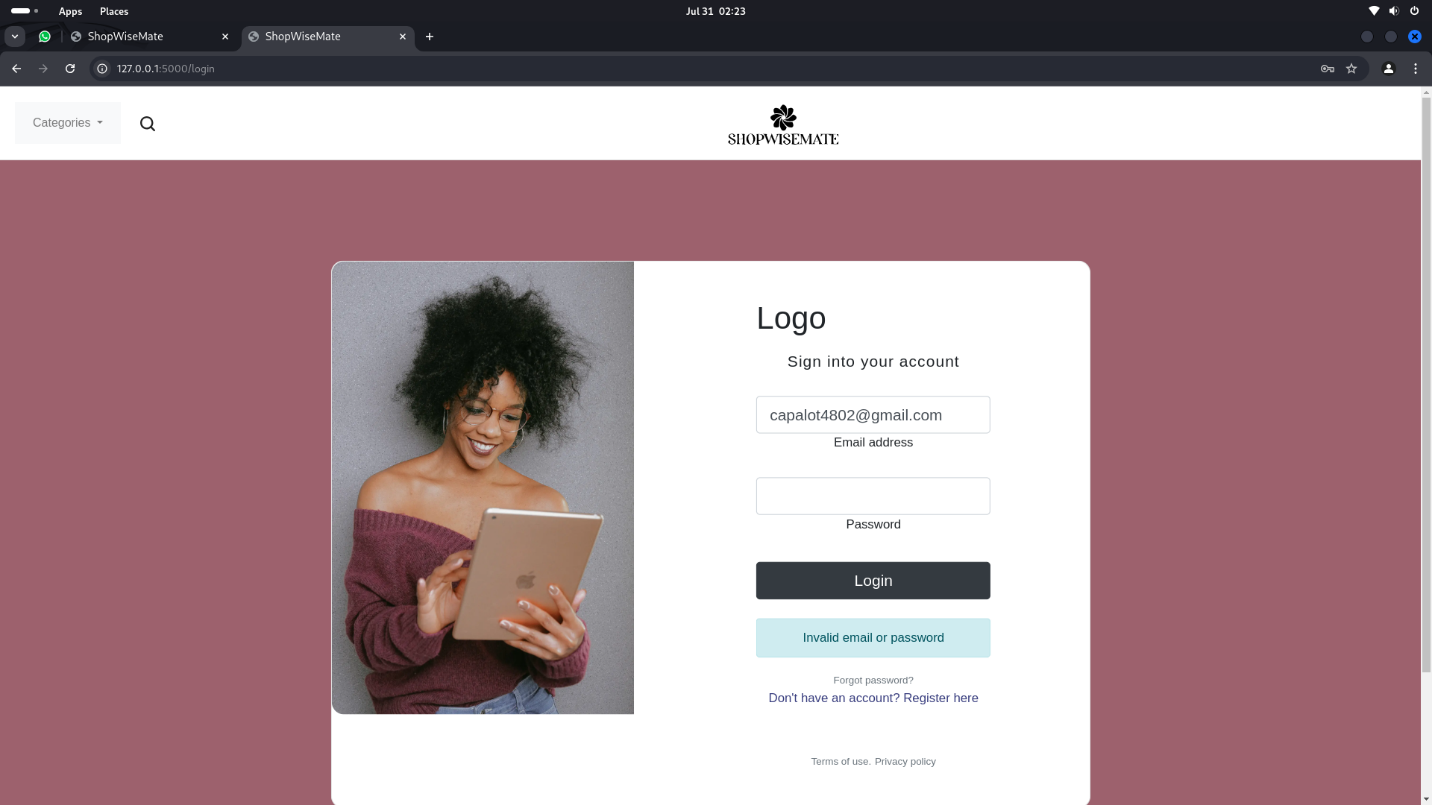 Apps Places Jul 31 02:23
ShopWiseMate ShopWiseMate
127.0.0.1:5000/login
Categories
SHOPWISEMATE
Logo
Sign into your account
capalot4802@gmail.com
Email address
Password
Login
Invalid email or password
Forgot password?
Don't have an account? Register here
Terms of use. Privacy policy